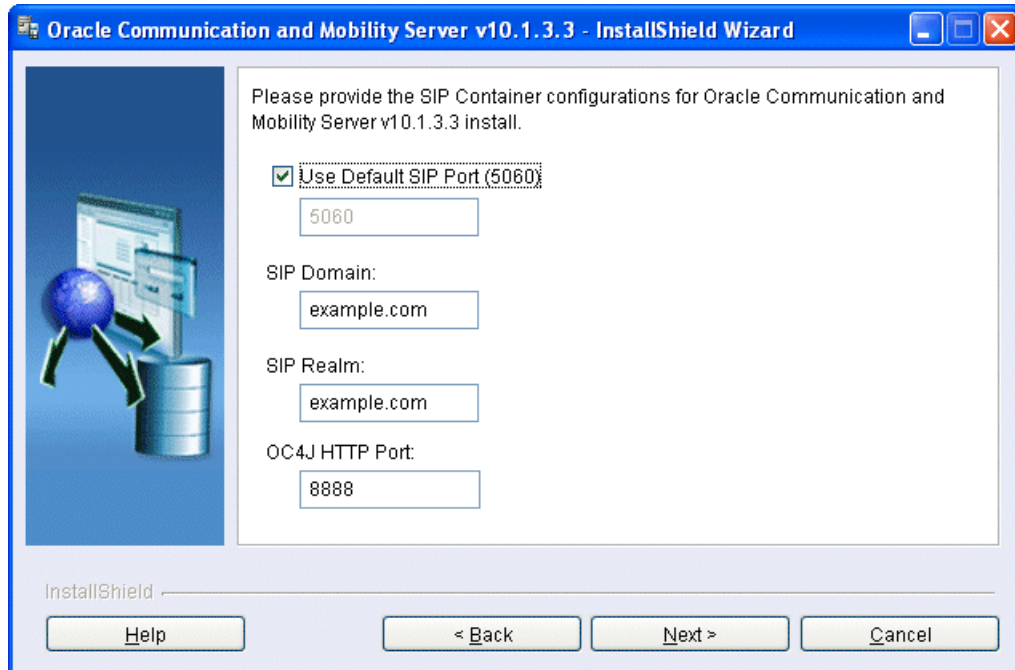 Oracle Communication and Mobility Server v10.1.3.3 - InstallShield Wizard
Please provide the SIP Container configurations for Oracle Communication and
Mobility Server v10.1.3.3 install.
Use Default SIP Port (5060)
5060
SIP Domain:
example.com
SIP Realm:
example.com
OC4J HTTP Port:
8888
InstallShield
Help
< Back
Next >
Cancel